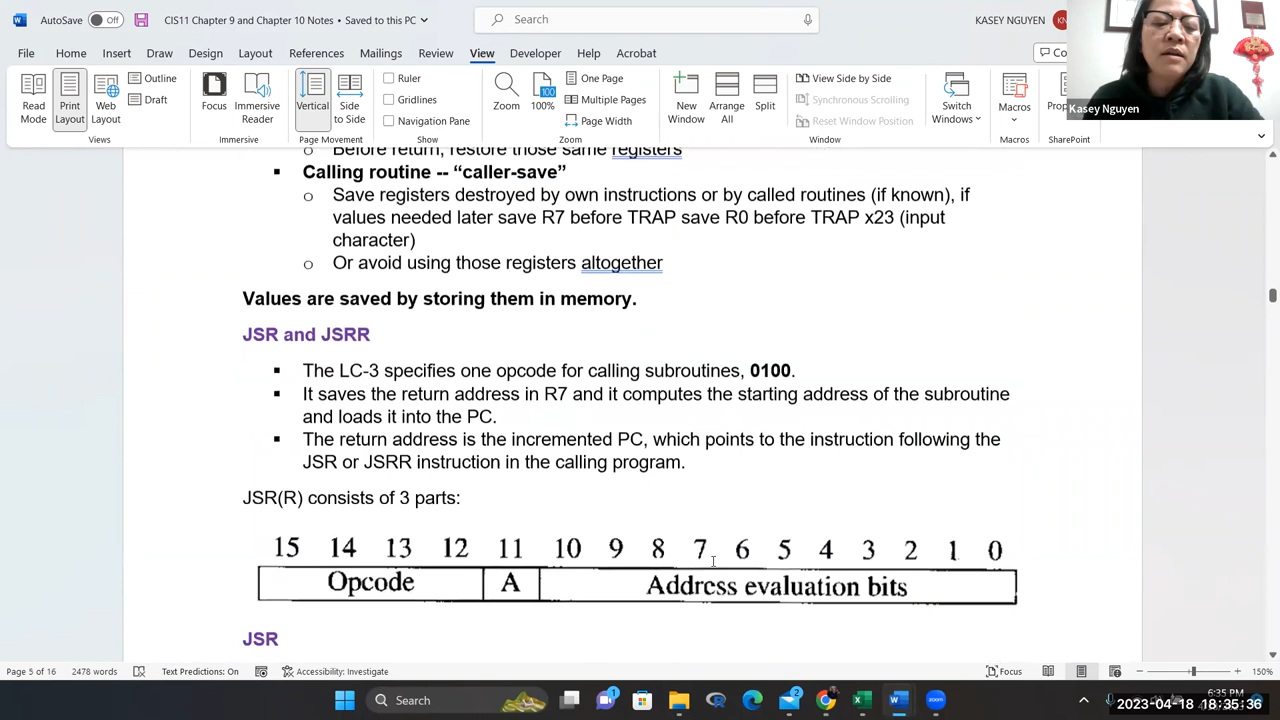 AutoSave Off CIS11 Chapter 9 and Chapter 10 Notes • Saved to this PC Search KASEY NGUYEN
File Home Insert Draw Design Layout References Mailings Review View Developer Help Acrobat
Read Mode Print Layout Web Layout Outline Draft Views
Focus Immersive Reader Immersive
Vertical Side to Side Page Movement
Ruler Gridlines Navigation Pane Show
Zoom 100% One Page Multiple Pages Page Width Zoom
New Window Arrange All Split View Side by Side Synchronous Scrolling Reset Window Position Switch Windows Window
Macros Macros
SharePoint
Kasey Nguyen
o Before return, restore those same registers
▪ Calling routine -- “caller-save”
o Save registers destroyed by own instructions or by called routines (if known), if
values needed later save R7 before TRAP save R0 before TRAP x23 (input
character)
o Or avoid using those registers altogether
Values are saved by storing them in memory.
JSR and JSRR
▪ The LC-3 specifies one opcode for calling subroutines, 0100.
▪ It saves the return address in R7 and it computes the starting address of the subroutine
and loads it into the PC.
▪ The return address is the incremented PC, which points to the instruction following the
JSR or JSRR instruction in the calling program.
JSR(R) consists of 3 parts:
15 14 13 12 11 10 9 8 7 6 5 4 3 2 1 0
Opcode A Address evaluation bits
JSR
Page 5 of 16 2478 words Text Predictions: On Accessibility: Investigate Focus 150%
Search 1 2 zoom
6:35 PM
2023-04-18 18:35:36